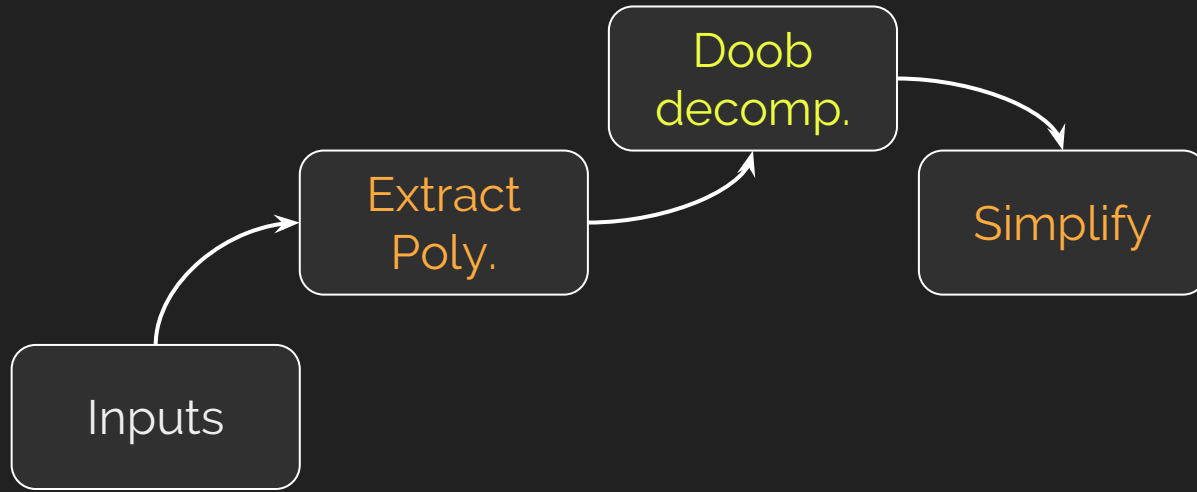 Inputs
Extract
Poly.
Doob
decomp.
Simplify